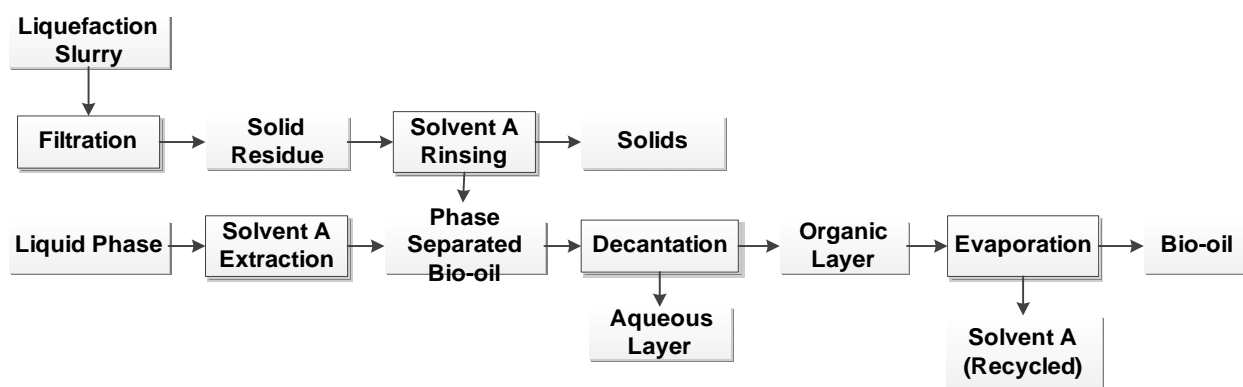 Liquefaction
Slurry
Filtration
Solid
Residue
Solvent A
Rinsing
Solids
Liquid Phase
Solvent A
Extraction
Phase
Separated
Bio-oil
Decantation
Organic
Layer
Evaporation
Bio-oil
Aqueous
Layer
Solvent A
(Recycled)